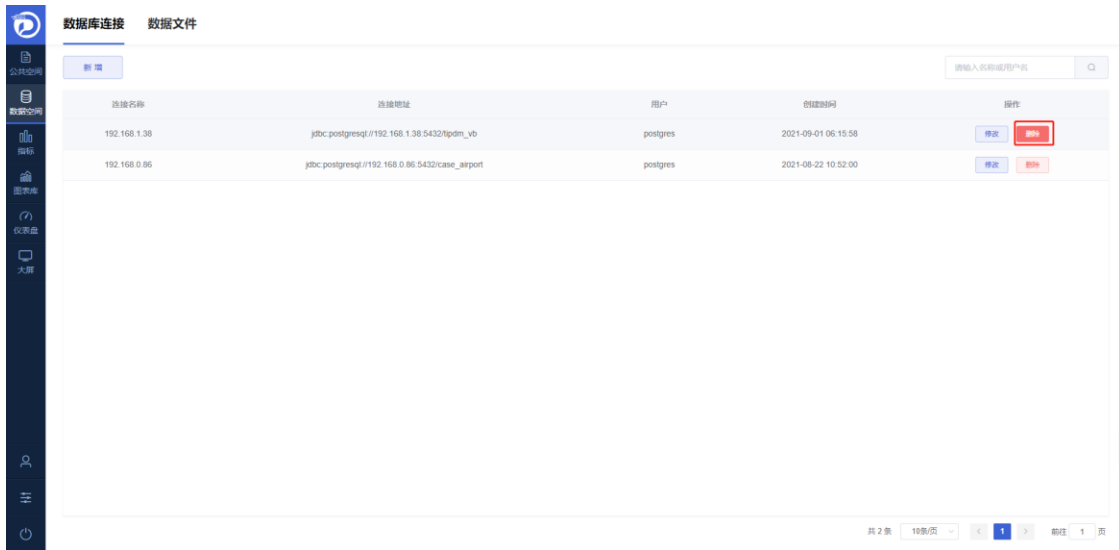 数据库连接 数据文件
公共空间
新 增
请输入名称或用户名
数据空间
连接名称 连接地址 用户 创建时间 操作
192.168.1.38 jdbc:postgresql://192.168.1.38:5432/tipdm_vb postgres 2021-09-01 06:15:58 修改 删除
指标
192.168.0.86 jdbc:postgresql://192.168.0.86:5432/case_airport postgres 2021-08-22 10:52:00 修改 删除
图表库
仪表盘
大屏
共 2 条 10条/页 < 1 > 前往 1 页